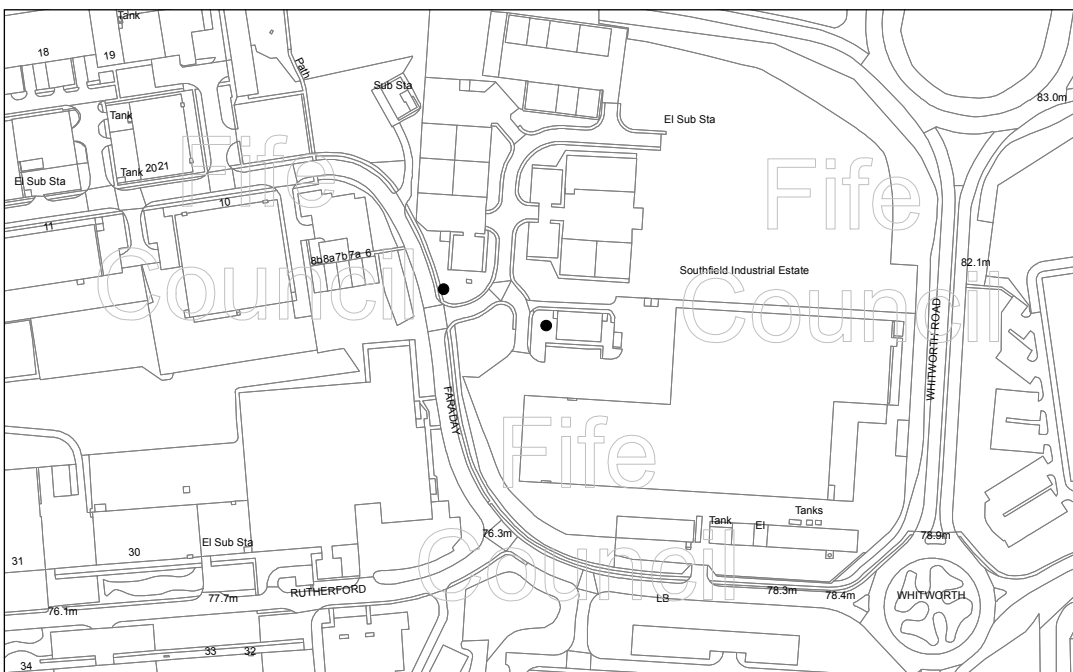 Tank
18
19
Path
Sub Sta
83.0m
Tank
El Sub Sta
Fife
Fife
Tank 20 21
El Sub Sta
10
11
8b 8a 7b 7a 6
82.1m
Southfield Industrial Estate
Council
Council
WHITWORTH ROAD
FARADAY
Fife
Tanks
Tank
El
76.3m
78.9m
El Sub Sta
30
31
Council
RUTHERFORD
77.7m
76.1m
LB
78.3m
78.4m
WHITWORTH
33
32
34